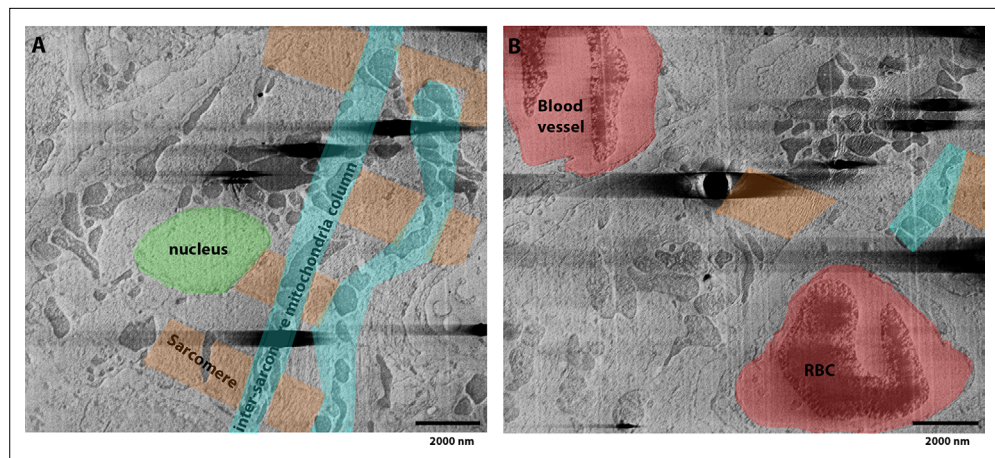 A
nucleus
Sarcomere
inter-sarcomere mitochondria column
2000 nm
B
Blood
vessel
RBC
2000 nm